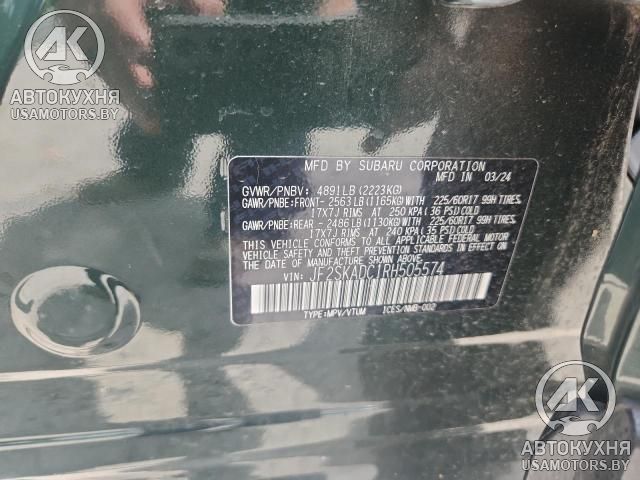 AK
АВТОКУХНЯ
USAMOTORS.BY
MFD BY SUBARU CORPORATION
MFD IN 03/24
GVWR/PNBV: 4891LB (2223KG)
GAWR/PNBE:FRONT- 2563LB (1165KG)WITH 225/60R17 99H TIRES,
17X7J RIMS AT 250 KPA (36 PSI) COLD
GAWR/PNBE:REAR - 2486LB (1130KG)WITH 225/60R17 99H TIRES,
17X7J RIMS AT 240 KPA (35 PSI) COLD
THIS VEHICLE CONFORMS TO ALL APPLICABLE FEDERAL MOTOR
VEHICLE SAFETY AND THEFT PREVENTION STANDARDS IN
EFFECT ON THE DATE OF MANUFACTURE SHOWN ABOVE.
VIN: JF2SKADC1RH505574
TYPE:MPV/VTUM ICES/NMB-002
AK
АВТОКУХНЯ
USAMOTORS.BY